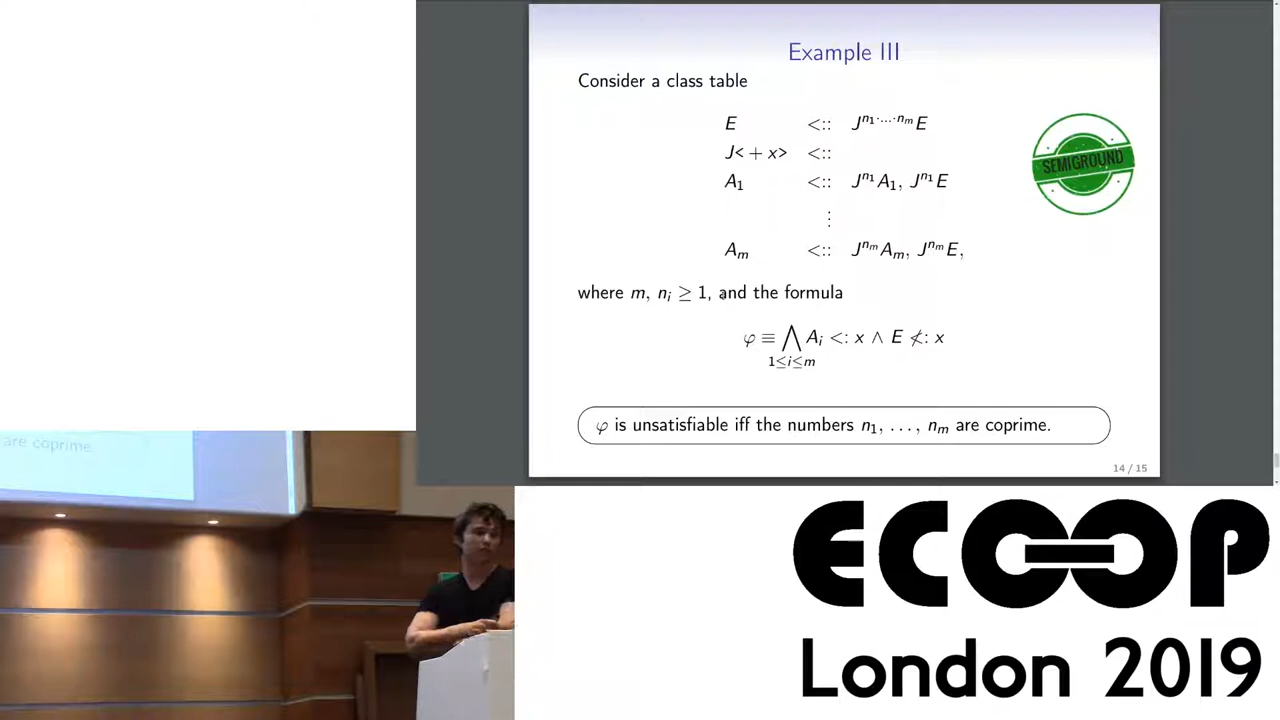 Example III
Consider a class table
E <:: J^{n₁·…·nₘ}E
J<+x> <::
A₁ <:: J^{n₁}A₁, J^{n₁}E
⋮
Aₘ <:: J^{nₘ}Aₘ, J^{nₘ}E,
where m, nᵢ ≥ 1, and the formula
φ ≡ ⋀ Aᵢ <: x ∧ E ≮: x
1≤i≤m
φ is unsatisfiable iff the numbers n₁, …, nₘ are coprime.
14 / 15
SEMIGROUND
are coprime.
ECOOP
London 2019